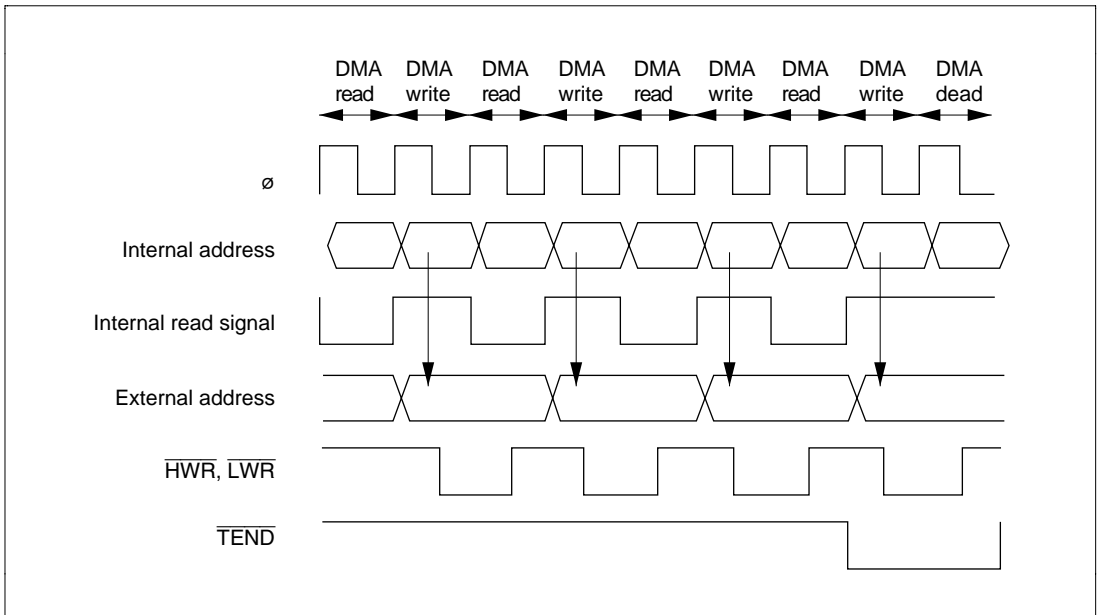 DMA read DMA write DMA read DMA write DMA read DMA write DMA read DMA write DMA dead
ø
Internal address
Internal read signal
External address
HWR, LWR
TEND